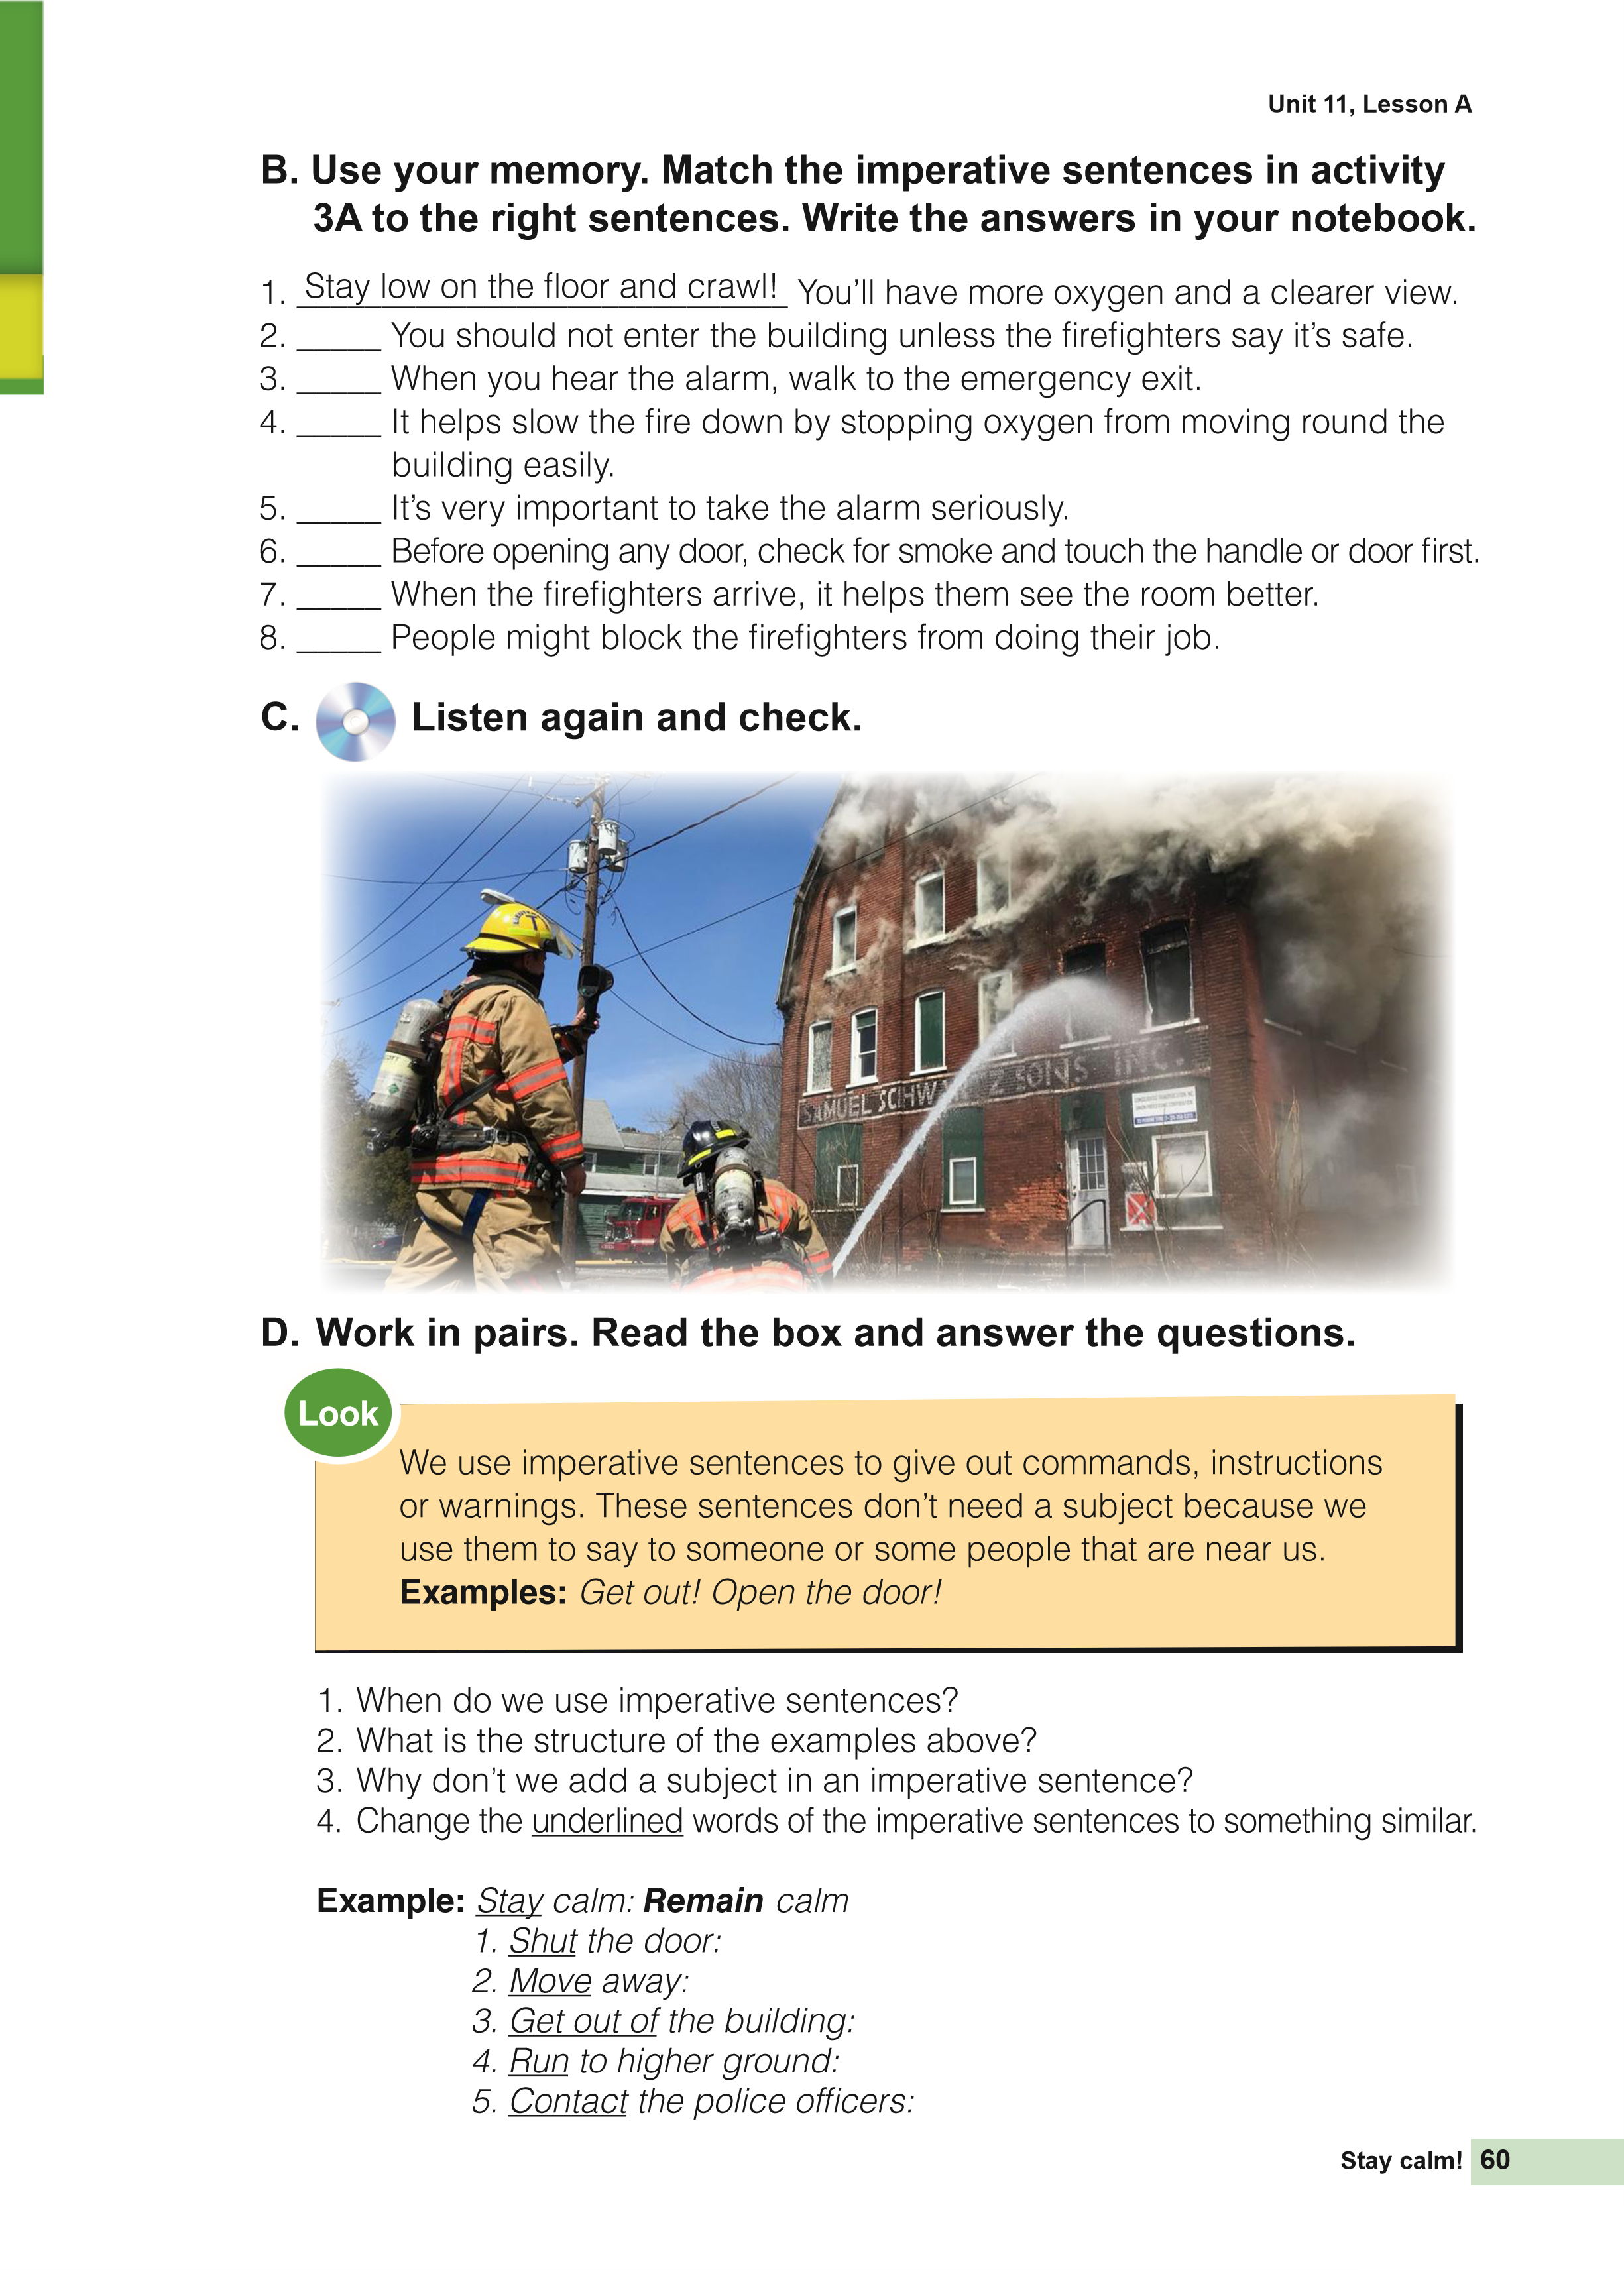 Unit 11, Lesson A
B. Use your memory. Match the imperative sentences in activity
3A to the right sentences. Write the answers in your notebook.
1. Stay low on the floor and crawl! You'll have more oxygen and a clearer view.
2. _____ You should not enter the building unless the firefighters say it's safe.
3. _____ When you hear the alarm, walk to the emergency exit.
4. _____ It helps slow the fire down by stopping oxygen from moving round the
building easily.
5. _____ It's very important to take the alarm seriously.
6. _____ Before opening any door, check for smoke and touch the handle or door first.
7. _____ When the firefighters arrive, it helps them see the room better.
8. _____ People might block the firefighters from doing their job.
C. Listen again and check.
SAMUEL SCHWA & SONS INC.
D. Work in pairs. Read the box and answer the questions.
Look
We use imperative sentences to give out commands, instructions
or warnings. These sentences don't need a subject because we
use them to say to someone or some people that are near us.
Examples: Get out! Open the door!
1. When do we use imperative sentences?
2. What is the structure of the examples above?
3. Why don't we add a subject in an imperative sentence?
4. Change the underlined words of the imperative sentences to something similar.
Example: Stay calm: Remain calm
1. Shut the door:
2. Move away:
3. Get out of the building:
4. Run to higher ground:
5. Contact the police officers:
Stay calm! 60